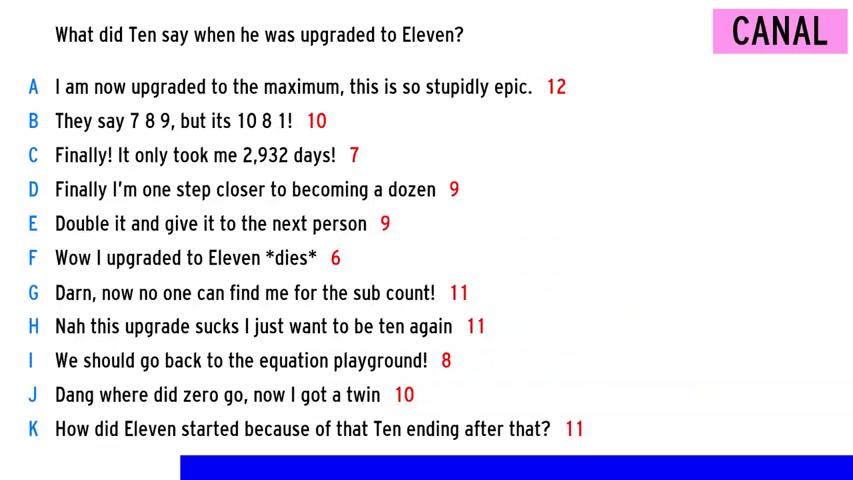 What did Ten say when he was upgraded to Eleven?
CANAL
A I am now upgraded to the maximum, this is so stupidly epic. 12
B They say 7 8 9, but its 10 8 1! 10
C Finally! It only took me 2,932 days! 7
D Finally I'm one step closer to becoming a dozen 9
E Double it and give it to the next person 9
F Wow I upgraded to Eleven *dies* 6
G Darn, now no one can find me for the sub count! 11
H Nah this upgrade sucks I just want to be ten again 11
I We should go back to the equation playground! 8
J Dang where did zero go, now I got a twin 10
K How did Eleven started because of that Ten ending after that? 11